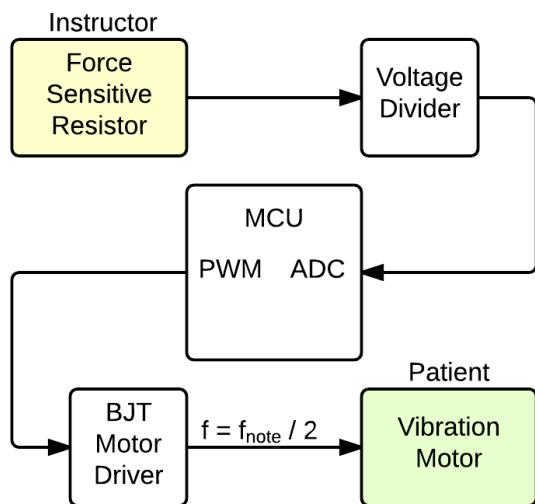 Instructor
Force
Sensitive
Resistor
Voltage
Divider
MCU
PWM ADC
BJT
Motor
Driver
f = fnote / 2
Patient
Vibration
Motor